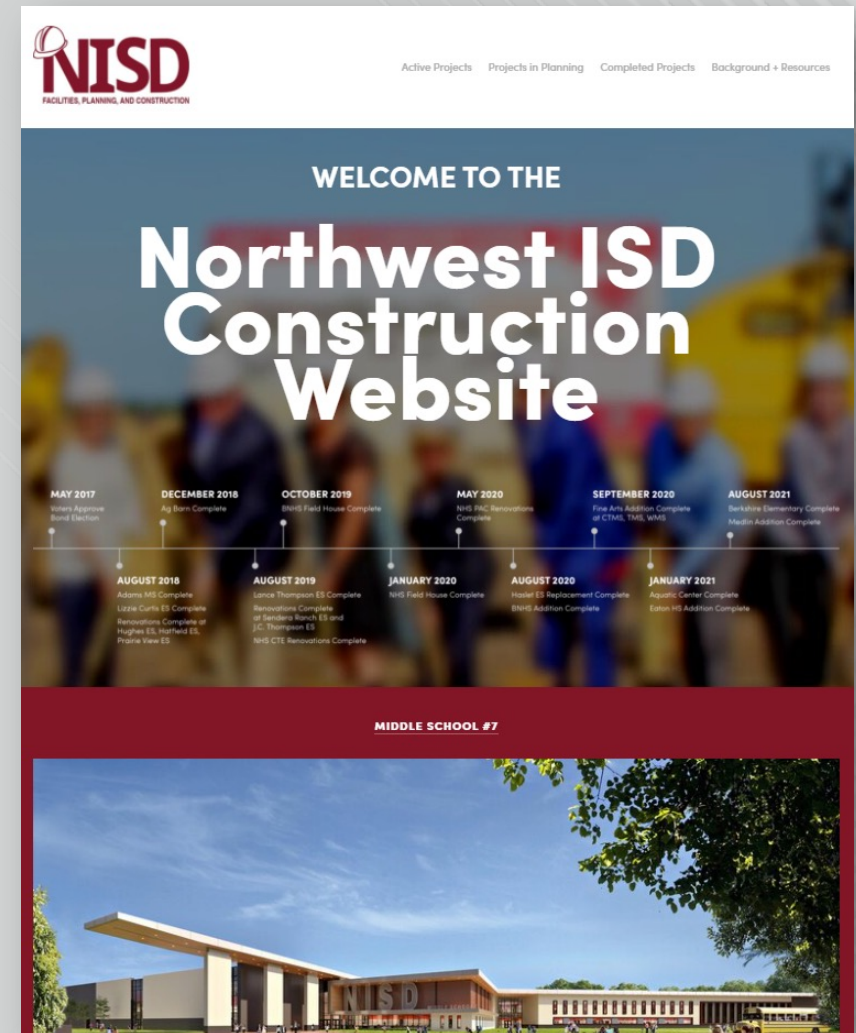 NISD
FACILITIES, PLANNING, AND CONSTRUCTION
Active Projects Projects in Planning Completed Projects Background + Resources
WELCOME TO THE
Northwest ISD
Construction
Website
MAY 2017
Voters Approve
Bond Election
DECEMBER 2018
Ag Barn Complete
OCTOBER 2019
BNHS Field House Complete
MAY 2020
NHS PAC Renovations
Complete
SEPTEMBER 2020
Fine Arts Addition Complete
at CTMS, TMS, WMS
AUGUST 2021
Berkshire Elementary Complete
Medlin Addition Complete
AUGUST 2018
Adams MS Complete
Lizzie Curtis ES Complete
Renovations Complete at
Hughes ES, Hatfield ES,
Prairie View ES
AUGUST 2019
Lance Thompson ES Complete
Renovations Complete
at Sendera Ranch ES and
J.C. Thompson ES
NHS CTE Renovations Complete
JANUARY 2020
NHS Field House Complete
AUGUST 2020
Haslet ES Replacement Complete
BNHS Addition Complete
JANUARY 2021
Aquatic Center Complete
Eaton HS Addition Complete
MIDDLE SCHOOL #7
NISD